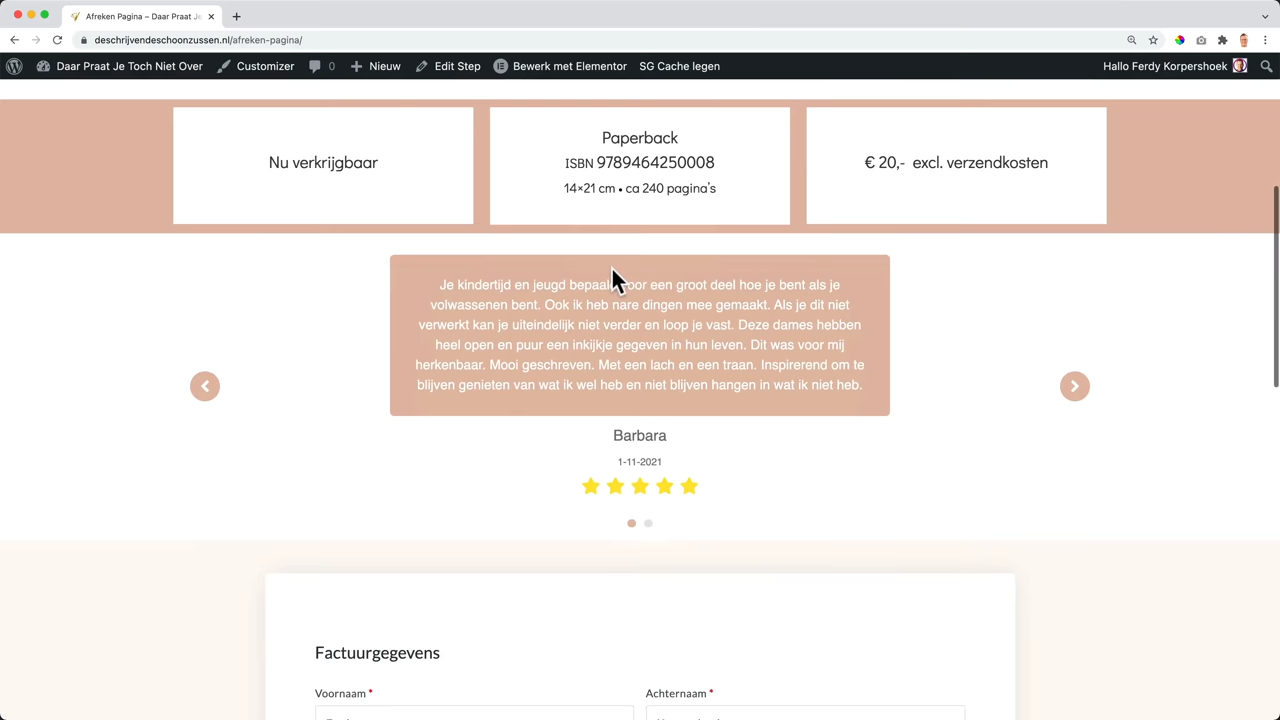 Afreken Pagina – Daar Praat Je
deschrijvendeschoonzussen.nl/afreken-pagina/
Daar Praat Je Toch Niet Over Customizer 0 Nieuw Edit Step Bewerk met Elementor SG Cache legen Hallo Ferdy Korpershoek
Nu verkrijgbaar
Paperback
ISBN 9789464250008
14×21 cm • ca 240 pagina's
€ 20,- excl. verzendkosten
Je kindertijd en jeugd voor een groot deel hoe je bent als je
volwassenen bent. Ook ik heb nare dingen mee gemaakt. Als je dit niet
verwerkt kan je uiteindelijk niet verder en loop je vast. Deze dames hebben
heel open en puur een inkijkje gegeven in hun leven. Dit was voor mij
herkenbaar. Mooi geschreven. Met een lach en een traan. Inspirerend om te
blijven genieten van wat ik wel heb en niet blijven hangen in wat ik niet heb.
Barbara
1-11-2021
Factuurgegevens
Voornaam *
Achternaam *